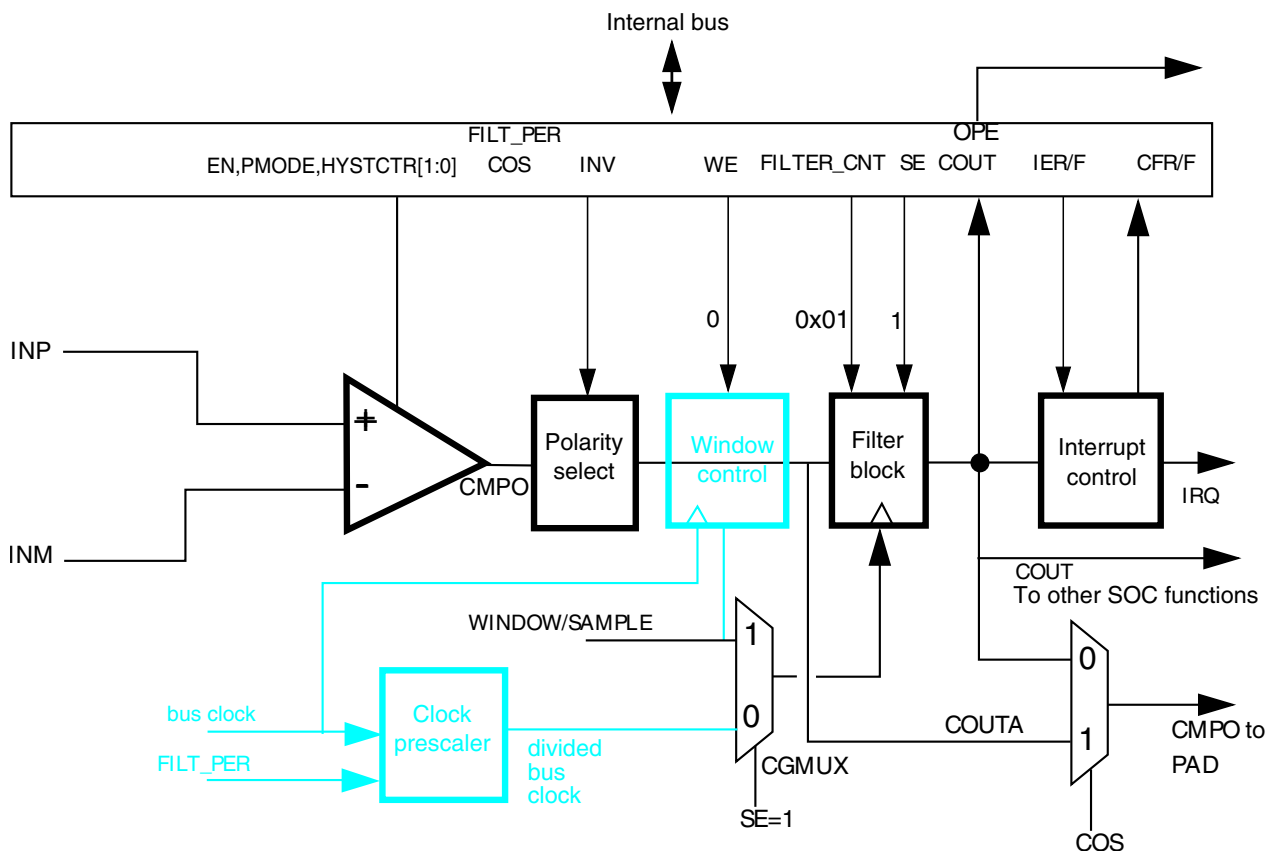 Internal bus
FILT_PER
OPE
EN,PMODE,HYSTCTR[1:0]
COS
INV
WE
FILTER_CNT
SE
COUT
IER/F
CFR/F
0
0x01
1
INP
+
-
INM
CMPO
Polarity
select
Window
control
Filter
block
Interrupt
control
IRQ
COUT
To other SOC functions
WINDOW/SAMPLE
1
0
CGMUX
SE=1
bus clock
FILT_PER
Clock
prescaler
divided
bus
clock
COUTA
0
1
CMPO to
PAD
COS